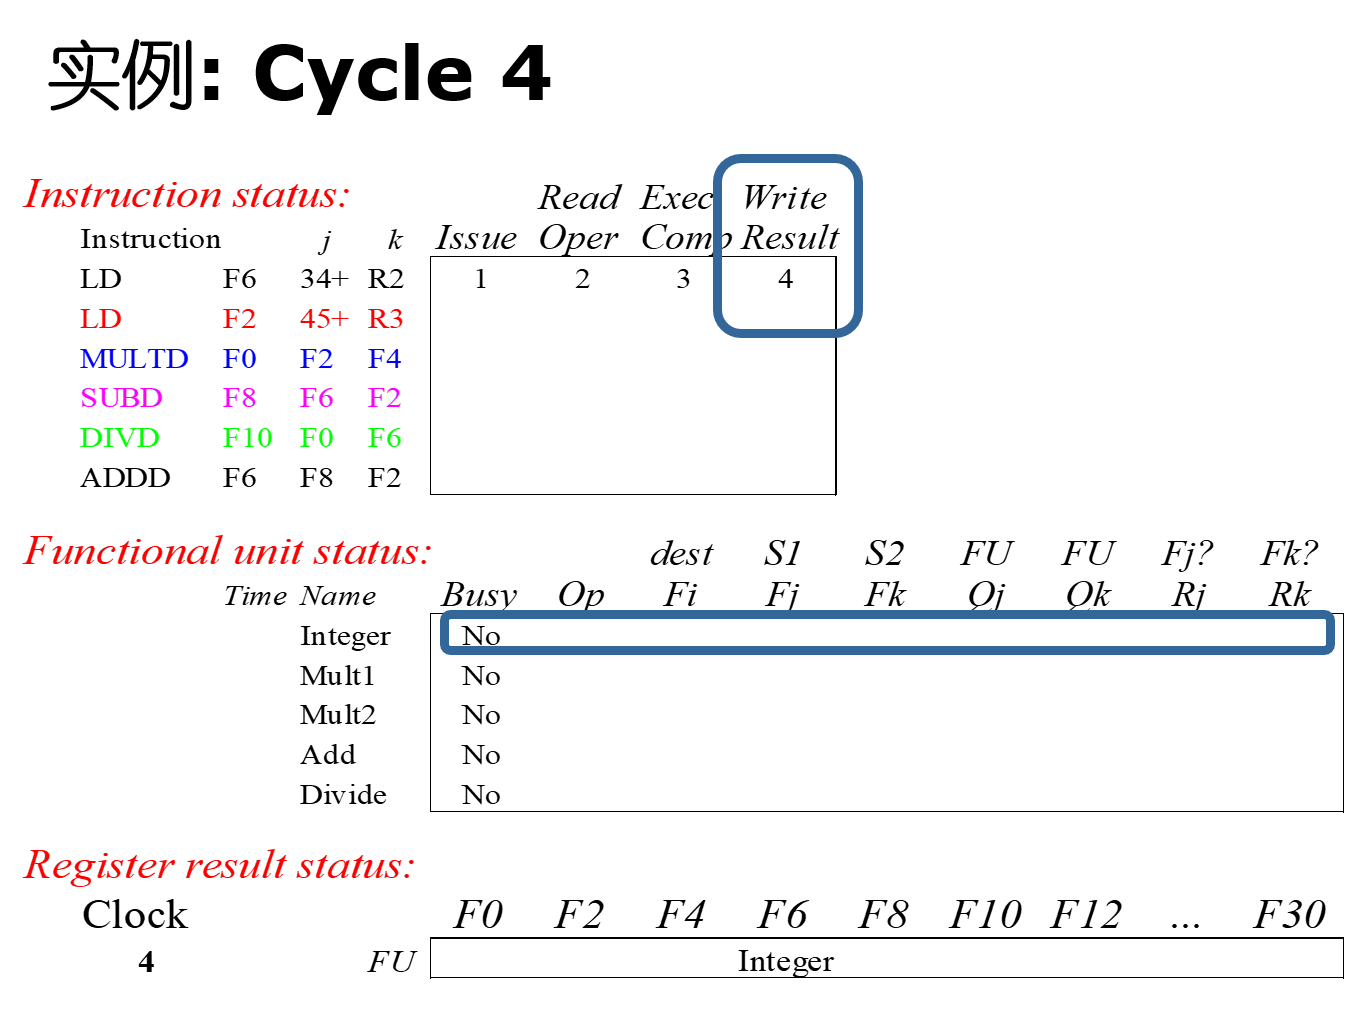 实例: Cycle 4
Instruction status: Read Exec Write
Instruction j k Issue Oper Comp Result
LD F6 34+ R2 1 2 3 4
LD F2 45+ R3
MULTD F0 F2 F4
SUBD F8 F6 F2
DIVD F10 F0 F6
ADDD F6 F8 F2
Functional unit status: dest S1 S2 FU FU Fj? Fk?
Time Name Busy Op Fi Fj Fk Qj Qk Rj Rk
Integer No
Mult1 No
Mult2 No
Add No
Divide No
Register result status:
Clock F0 F2 F4 F6 F8 F10 F12 ... F30
4 FU Integer